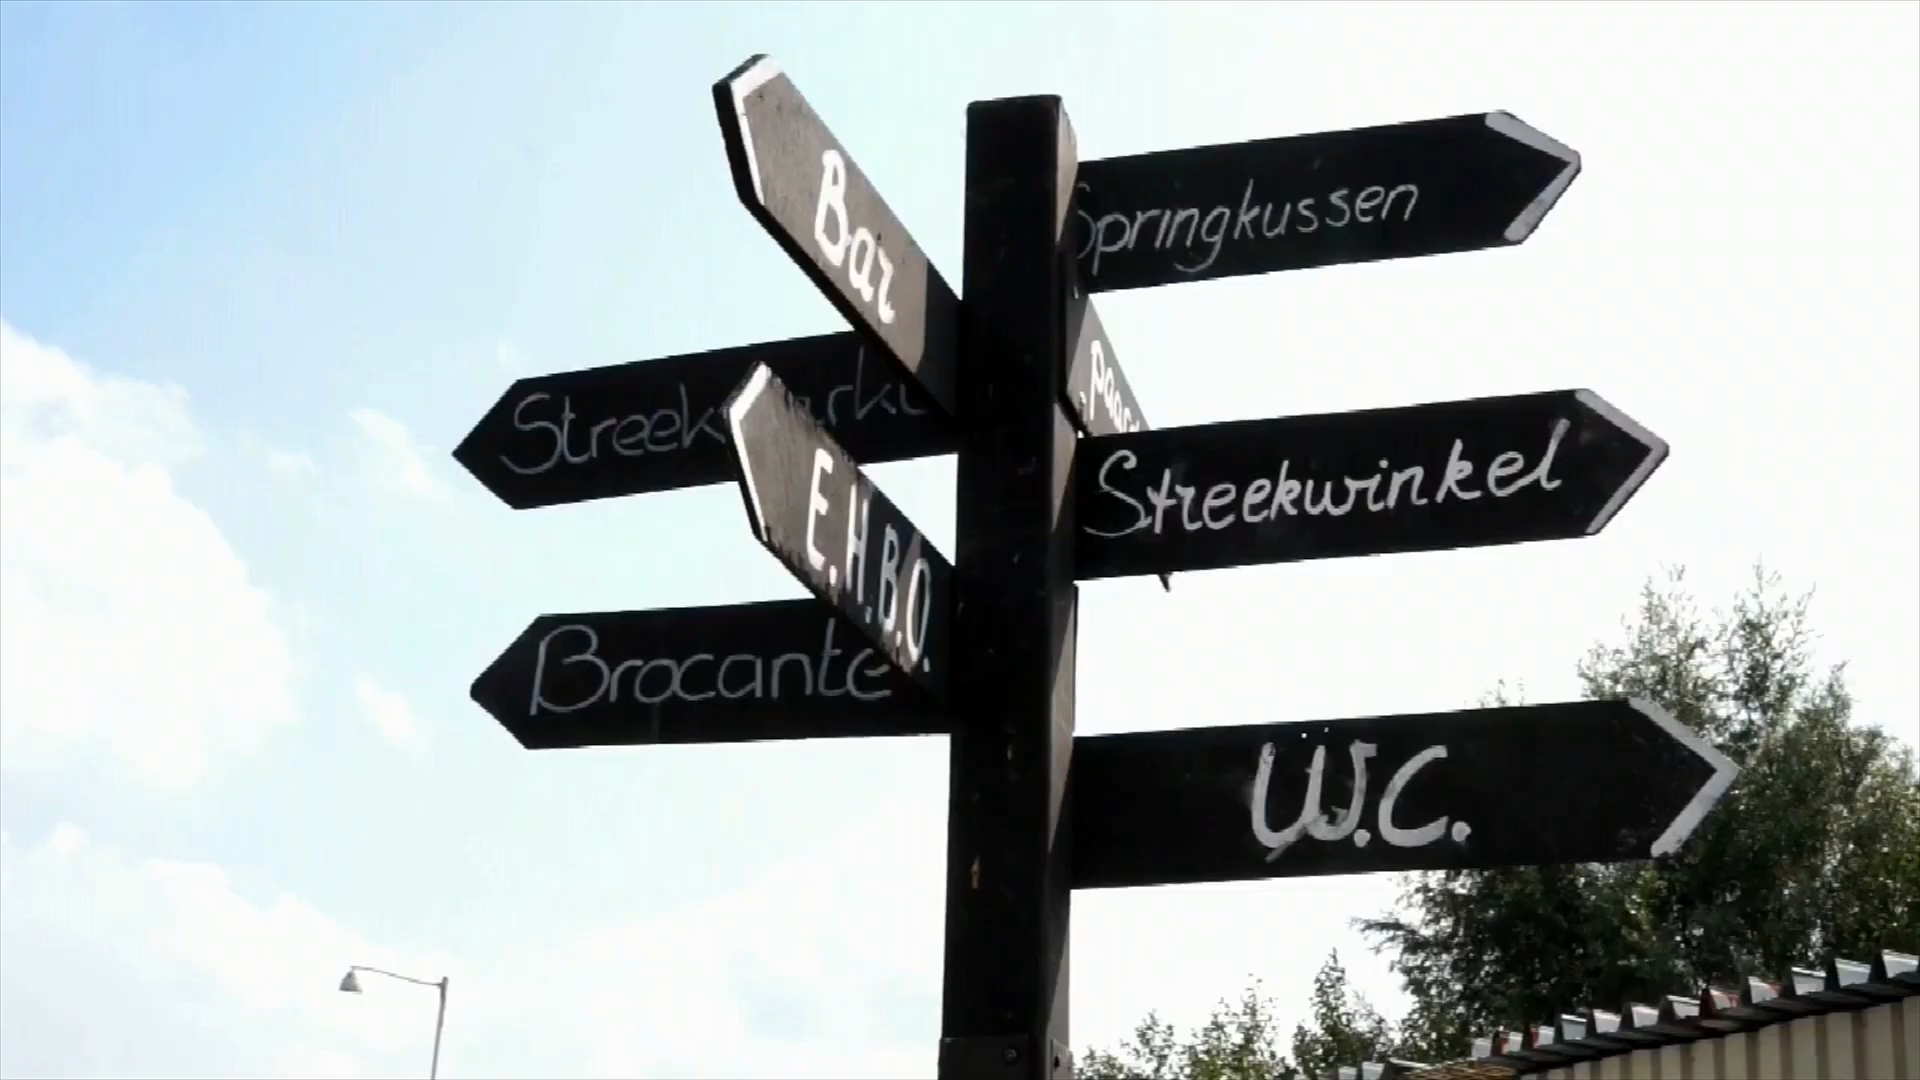 Bar
Springkussen
Streekwinkel
E.H.B.O.
Brocante
W.C.